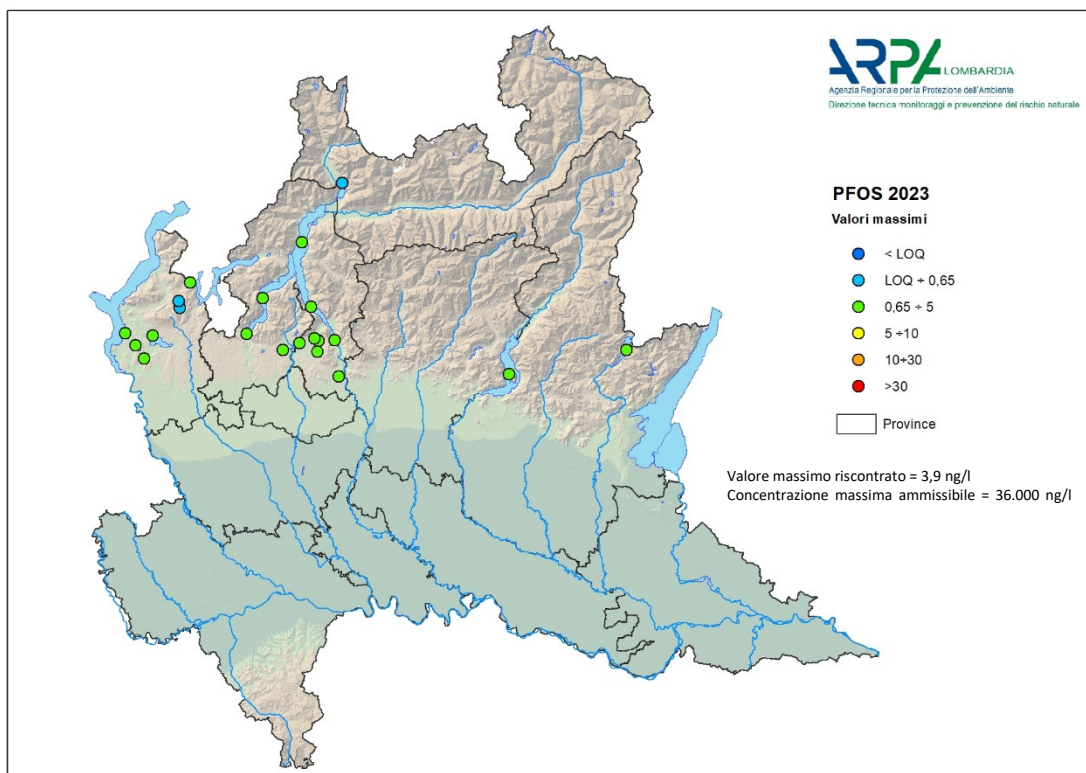 ARPA LOMBARDIA
Agenzia Regionale per la Protezione dell'Ambiente
Direzione tecnica monitoraggi e prevenzione del rischio naturale
PFOS 2023
Valori massimi
< LOQ
LOQ ÷ 0,65
0,65 ÷ 5
5 ÷10
10÷30
>30
Province
Valore massimo riscontrato = 3,9 ng/l
Concentrazione massima ammissibile = 36.000 ng/l